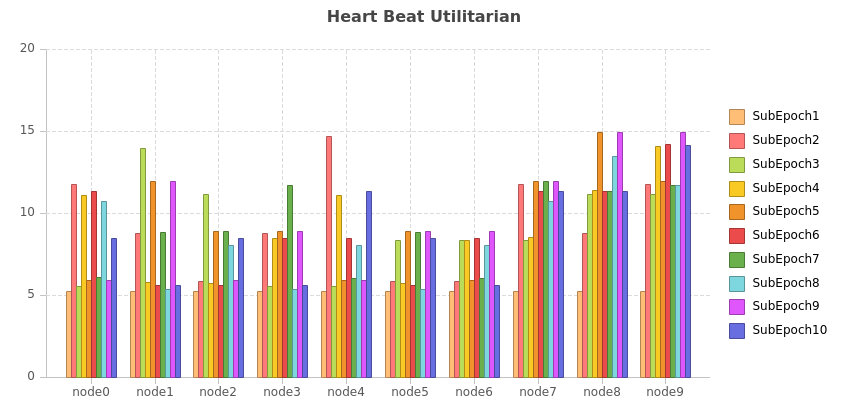 Heart Beat Utilitarian
20
15
10
5
0
node0 node1 node2 node3 node4 node5 node6 node7 node8 node9
SubEpoch1
SubEpoch2
SubEpoch3
SubEpoch4
SubEpoch5
SubEpoch6
SubEpoch7
SubEpoch8
SubEpoch9
SubEpoch10